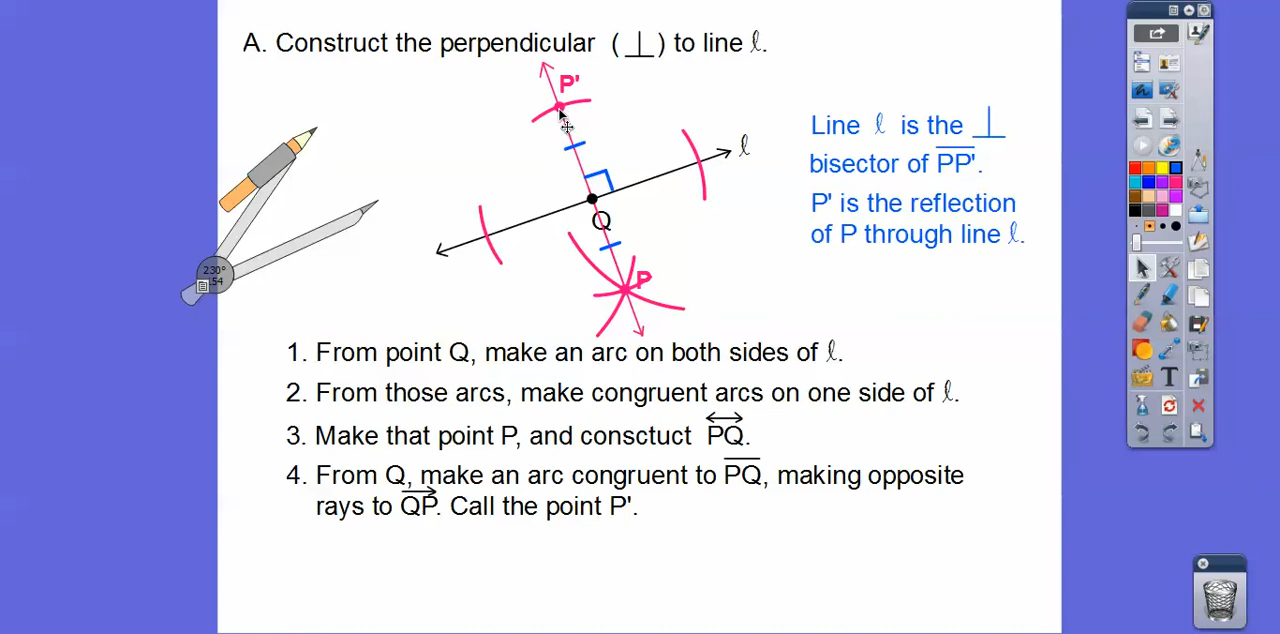 A. Construct the perpendicular (⊥) to line ℓ.
P'
ℓ
Q
P
Line ℓ is the ⊥
bisector of PP'.
P' is the reflection
of P through line ℓ.
230°
154
1. From point Q, make an arc on both sides of ℓ.
2. From those arcs, make congruent arcs on one side of ℓ.
3. Make that point P, and consctuct PQ.
4. From Q, make an arc congruent to PQ, making opposite
rays to QP. Call the point P'.
T